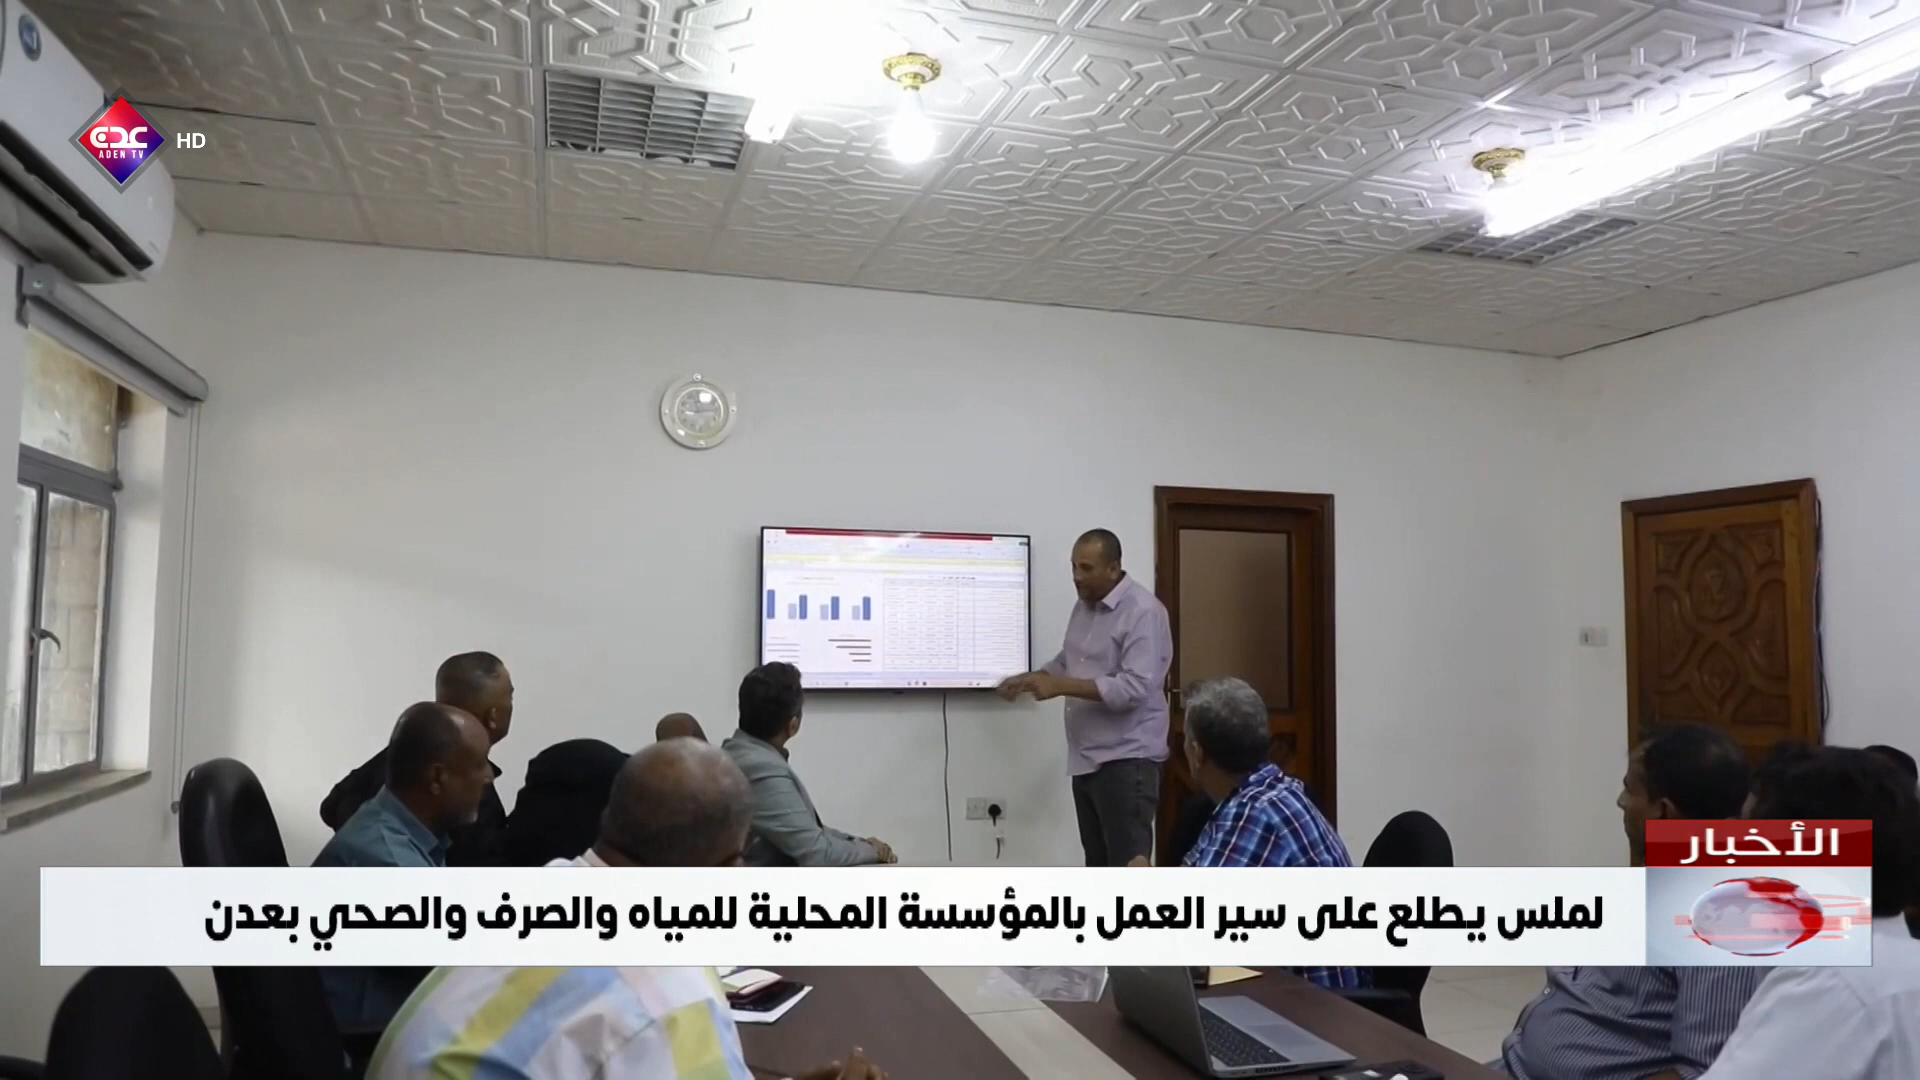 عدن
ADEN TV
HD
الأخبار
لملس يطلع على سير العمل بالمؤسسة المحلية للمياه والصرف والصحي بعدن